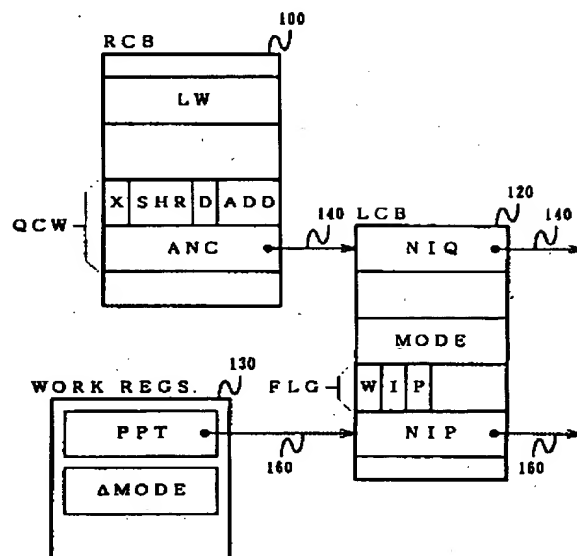 RCB
100
LW
X SHR D ADD
QCW
ANC
140
LCB
120
NIQ
140
MODE
FLG
W I P
NIP
160
WORK REGS.
130
PPT
160
ΔMODE